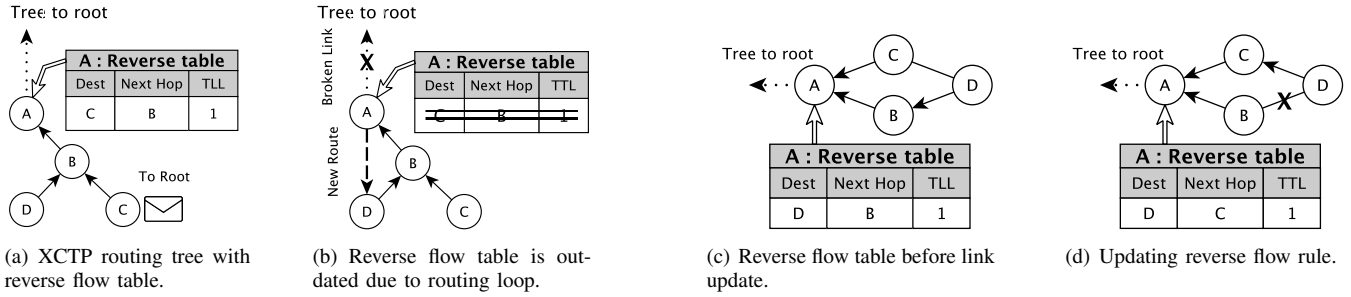 Tree to root
A : Reverse table
Dest Next Hop TLL
C B 1
A
B
To Root
D
C
(a) XCTP routing tree with
reverse flow table.
Tree to root
Broken Link
X
A : Reverse table
Dest Next Hop TTL
C B 1
A
New Route
B
D
C
(b) Reverse flow table is out-
dated due to routing loop.
Tree to root
C
A
D
B
A : Reverse table
Dest Next Hop TLL
D B 1
(c) Reverse flow table before link
update.
Tree to root
C
A
D
X
B
A : Reverse table
Dest Next Hop TTL
D C 1
(d) Updating reverse flow rule.